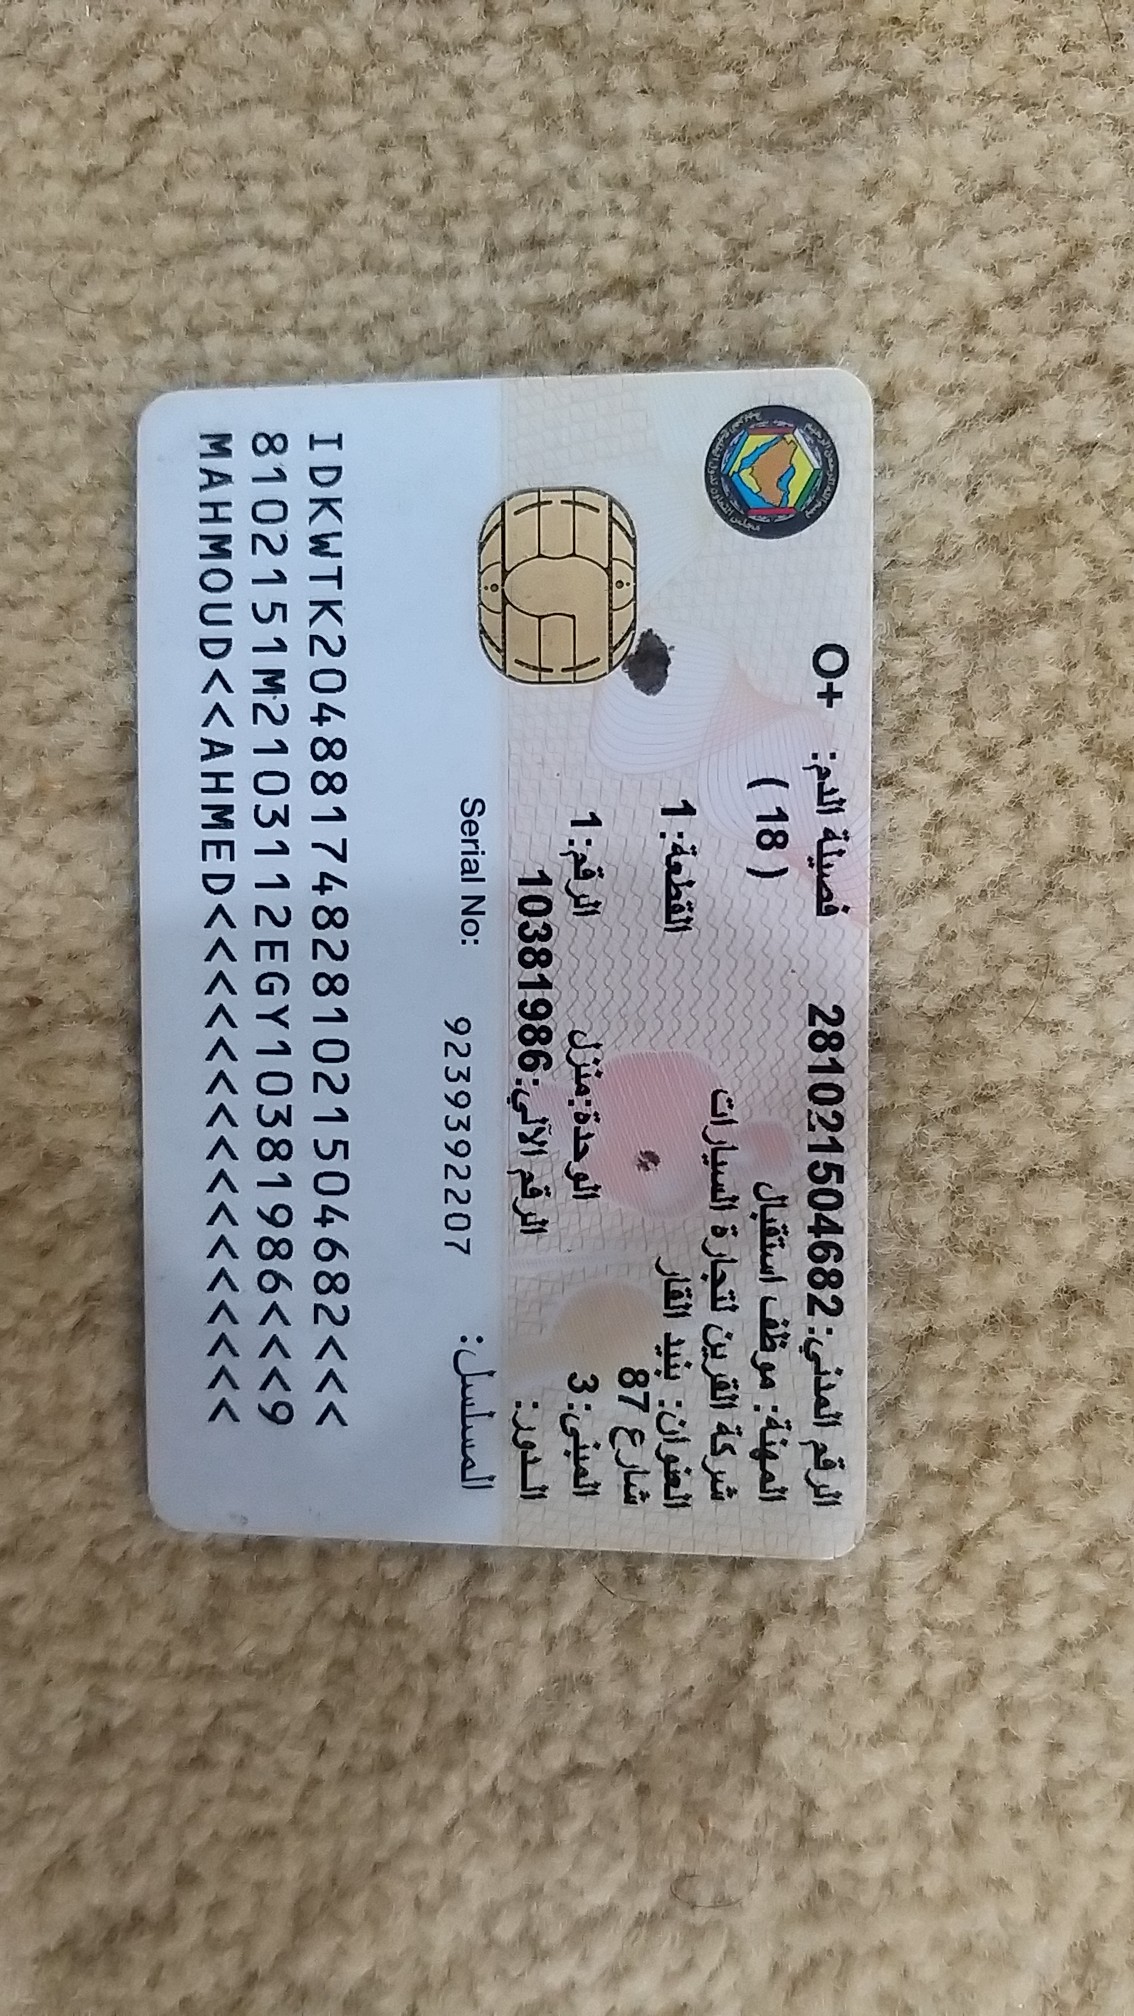 الرقم المدني: 281021504682 فصيلة الدم: O+
المهنة: موظف استقبال ( 18 )
شركة القرين لتجارة السيارات
العنوان: بنيد القار القطعة: 1
شارع 87
المبنى: 3 الوحدة: منزل الرقم: 1
الـدور: الرقم الآلي: 10381986
Serial No: 9239392207 المسلسل:
IDKWTK204881748281021504682<<<
8102151M2103112EGY10381986<<<9
MAHMOUD<<AHMED<<<<<<<<<<<<<<<<